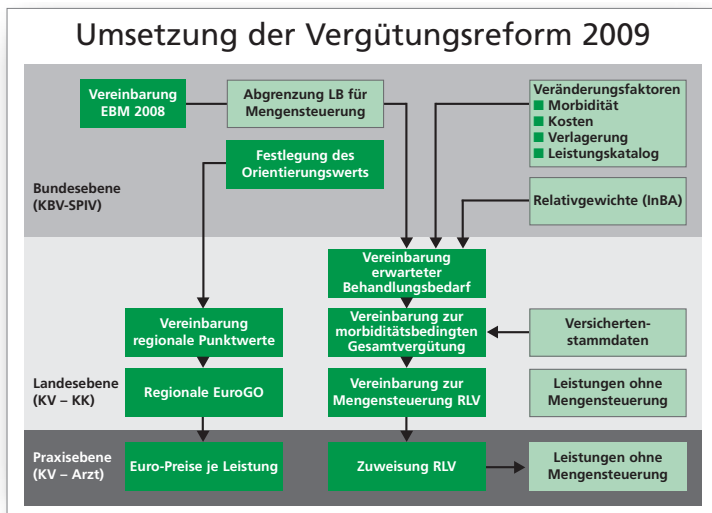 Umsetzung der Vergütungsreform 2009
Vereinbarung
EBM 2008
Abgrenzung LB für
Mengensteuerung
Veränderungsfaktoren
Morbidität
Kosten
Verlagerung
Leistungskatalog
Festlegung des
Orientierungswerts
Bundesebene
(KBV-SPIV)
Relativgewichte (InBA)
Vereinbarung
erwarteter
Behandlungsbedarf
Vereinbarung
regionale Punktwerte
Vereinbarung zur
morbiditätsbedingten
Gesamtvergütung
Versicherten-
stammdaten
Landesebene
(KV – KK)
Regionale EuroGO
Vereinbarung zur
Mengensteuerung RLV
Leistungen ohne
Mengensteuerung
Praxisebene
(KV – Arzt)
Euro-Preise je Leistung
Zuweisung RLV
Leistungen ohne
Mengensteuerung